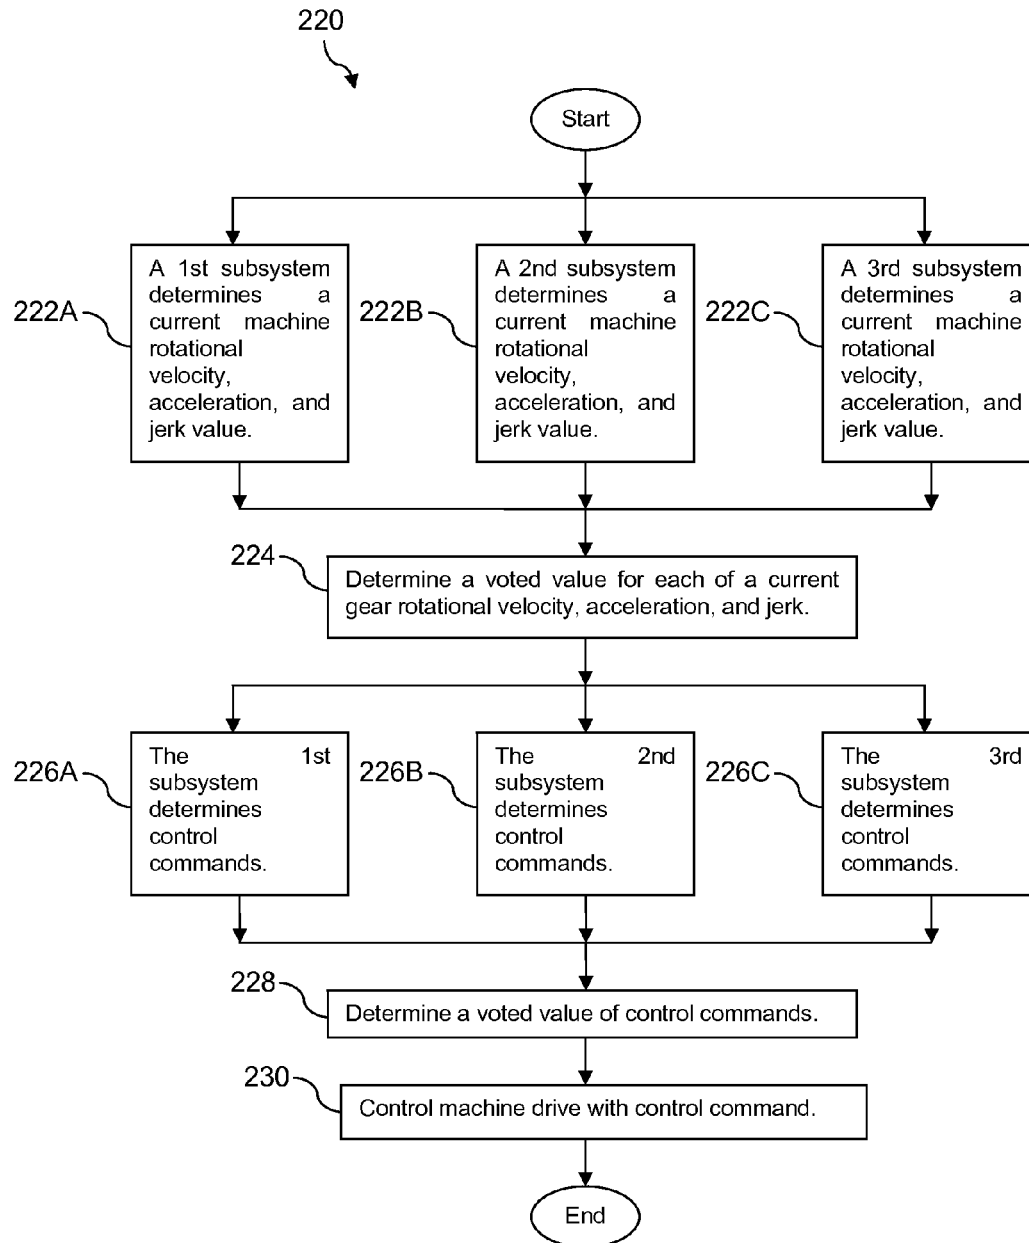 220
Start
222A
A 1st subsystem
determines a
current machine
rotational
velocity,
acceleration, and
jerk value.
222B
A 2nd subsystem
determines a
current machine
rotational
velocity,
acceleration, and
jerk value.
222C
A 3rd subsystem
determines a
current machine
rotational
velocity,
acceleration, and
jerk value.
224
Determine a voted value for each of a current
gear rotational velocity, acceleration, and jerk.
226A
The 1st
subsystem
determines
control
commands.
226B
The 2nd
subsystem
determines
control
commands.
226C
The 3rd
subsystem
determines
control
commands.
228
Determine a voted value of control commands.
230
Control machine drive with control command.
End